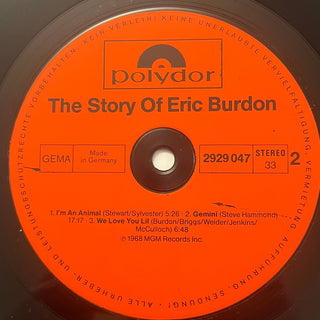 KEIN VERLEIH! KEINE UNERLAUBTE VERVIELFÄLTIGUNG, VERMIETUNG, AUFFÜHRUNG, SENDUNG! · ALLE URHEBER- UND LEISTUNGSSCHUTZRECHTE VORBEHALTEN·
polydor
The Story Of Eric Burdon
GEMA
Made in Germany
2929 047
STEREO 33
2
1. I'm An Animal (Stewart/Sylvester) 5:26 · 2. Gemini (Steve Hammond)
17:17 · 3. We Love You Lil (Burdon/Briggs/Weider/Jenkins/
McCulloch) 6:48
℗ 1968 MGM Records Inc.